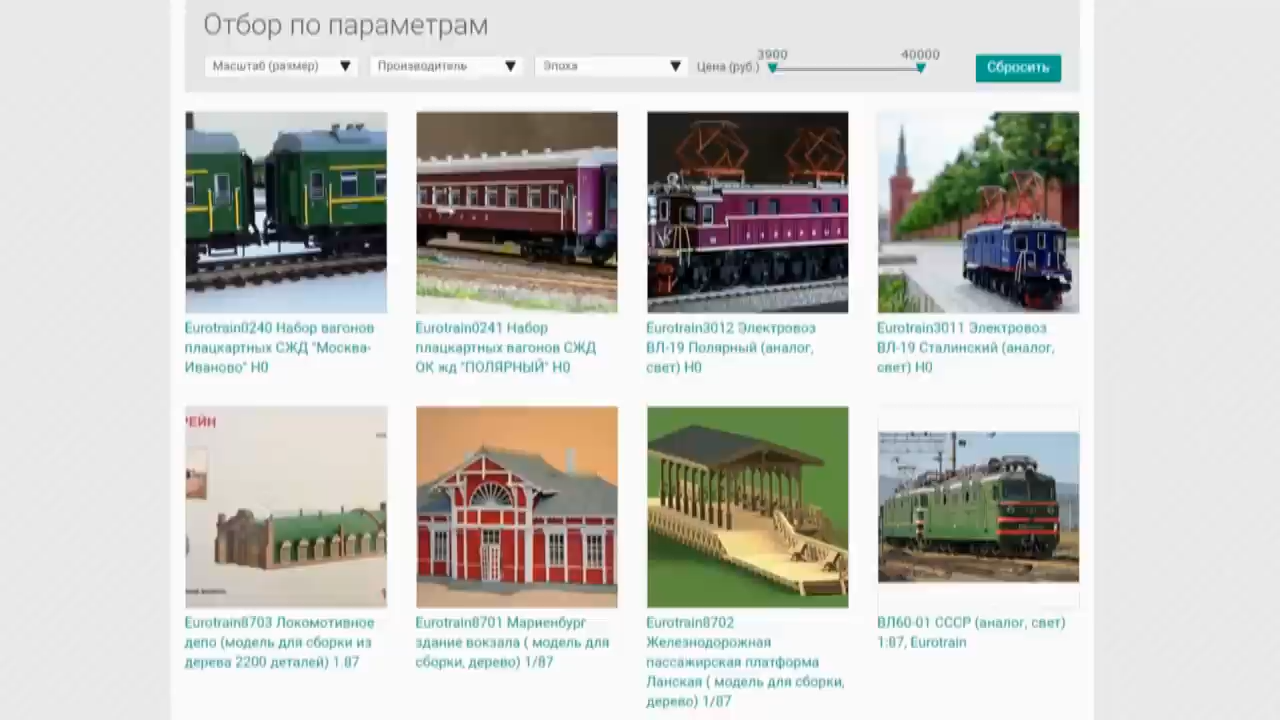 Отбор по параметрам
Масштаб (размер)
Производитель
Эпоха
Цена (руб.)
3900
40000
Сбросить
Eurotrain0240 Набор вагонов
плацкартных СЖД "Москва-
Иваново" H0
Eurotrain0241 Набор
плацкартных вагонов СЖД
ОК жд "ПОЛЯРНЫЙ" H0
Eurotrain3012 Электровоз
ВЛ-19 Полярный (аналог,
свет) H0
Eurotrain3011 Электровоз
ВЛ-19 Сталинский (аналог,
свет) H0
РЕЙН
Eurotrain8703 Локомотивное
депо (модель для сборки из
дерева 2200 деталей) 1.87
Eurotrain8701 Мариенбург
здание вокзала ( модель для
сборки, дерево) 1/87
Eurotrain8702
Железнодорожная
пассажирская платформа
Ланская ( модель для сборки,
дерево) 1/87
ВЛ60-01 СССР (аналог, свет)
1:87, Eurotrain